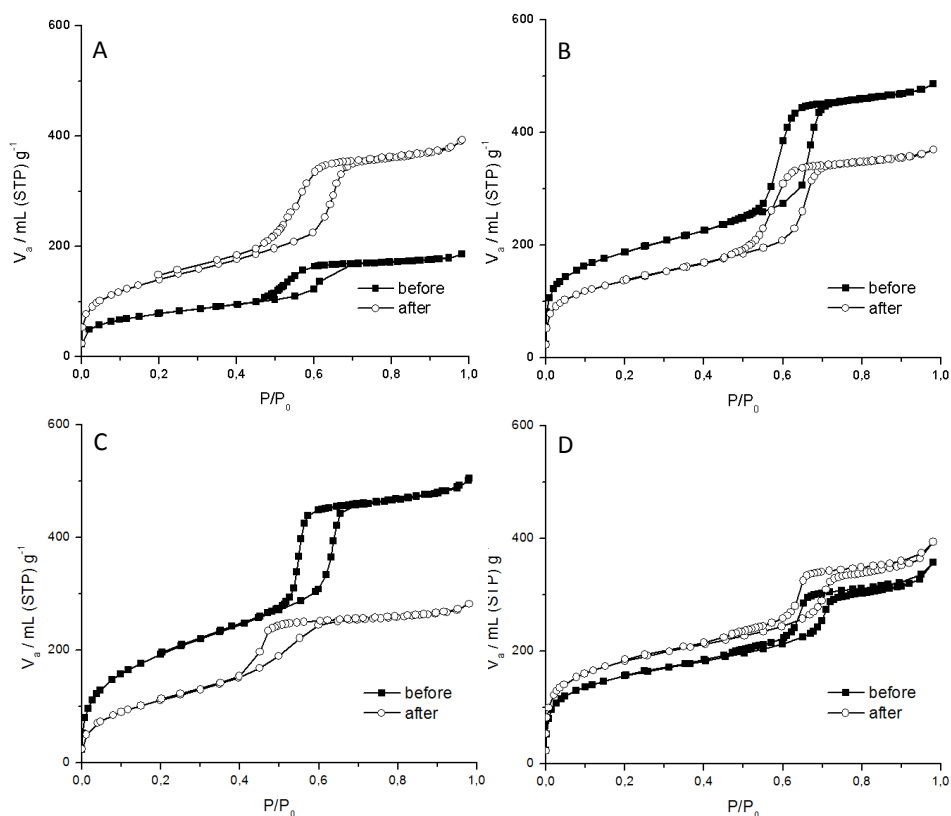 A
600
400
200
0
Vₐ / mL (STP) g⁻¹
before
after
0,0 0,2 0,4 0,6 0,8 1,0
P/P₀
B
600
400
200
0
Vₐ / mL (STP) g⁻¹
before
after
0,0 0,2 0,4 0,6 0,8 1,0
P/P₀
C
600
400
200
0
Vₐ / mL (STP) g⁻¹
before
after
0,0 0,2 0,4 0,6 0,8 1,0
P/P₀
D
600
400
200
0
Vₐ / mL (STP) g
before
after
0,0 0,2 0,4 0,6 0,8 1,0
P/P₀